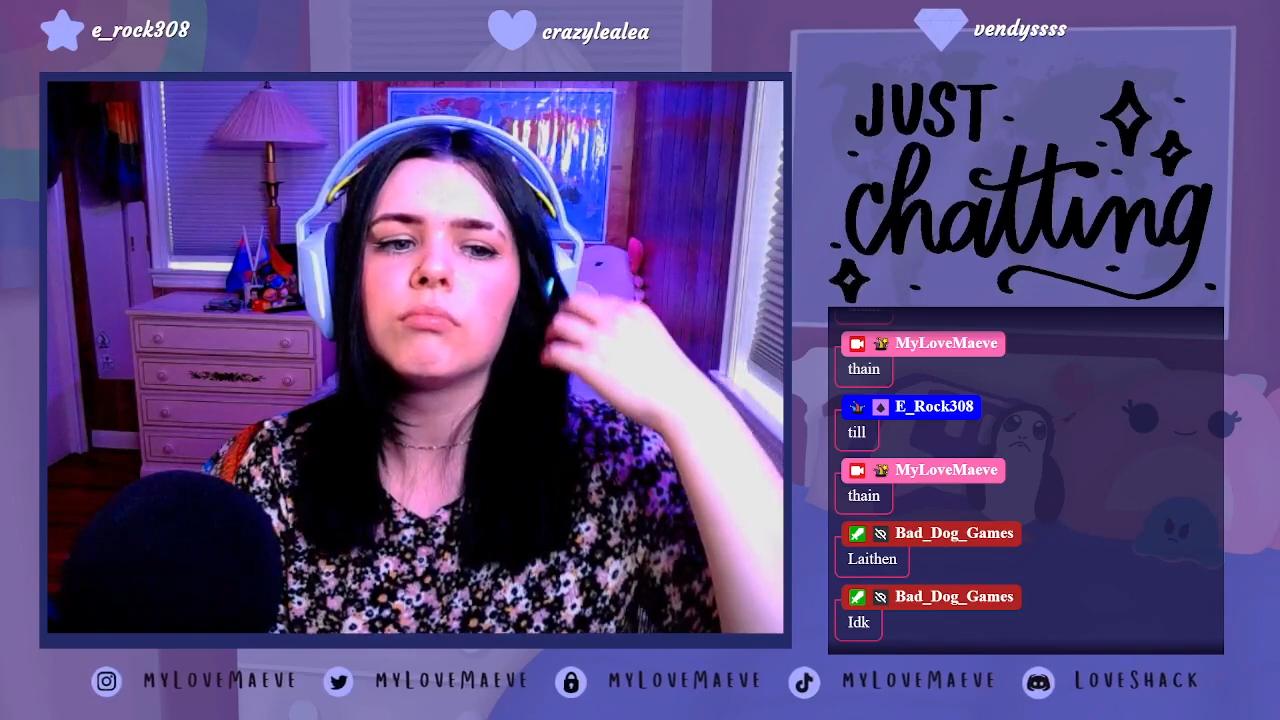 e_rock308
crazylealea
vendyssss
JUST
chatting
MyLoveMaeve
thain
E_Rock308
till
MyLoveMaeve
thain
Bad_Dog_Games
Laithen
Bad_Dog_Games
Idk
MYLOVEMAEVE MYLOVEMAEVE MYLOVEMAEVE MYLOVEMAEVE LOVESHACK